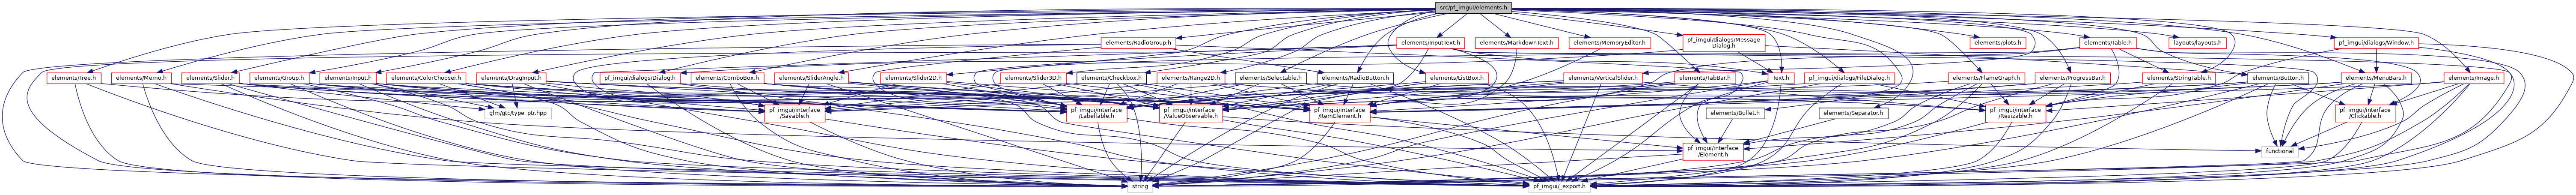 src/pf_imgui/elements.h
elements/RadioGroup.h
elements/InputText.h
elements/MarkdownText.h
elements/MemoryEditor.h
pf_imgui/dialogs/Message
Dialog.h
elements/plots.h
elements/Table.h
layouts/layouts.h
pf_imgui/dialogs/Window.h
elements/Tree.h
elements/Memo.h
elements/Slider.h
elements/Group.h
elements/Input.h
elements/ColorChooser.h
elements/DragInput.h
pf_imgui/dialogs/Dialog.h
elements/ComboBox.h
elements/SliderAngle.h
elements/Slider2D.h
elements/Slider3D.h
elements/Checkbox.h
elements/Range2D.h
elements/Selectable.h
elements/RadioButton.h
elements/ListBox.h
elements/VerticalSlider.h
elements/TabBar.h
Text.h
pf_imgui/dialogs/FileDialog.h
elements/FlameGraph.h
elements/ProgressBar.h
elements/StringTable.h
elements/Button.h
elements/MenuBars.h
elements/Image.h
glm/gtc/type_ptr.hpp
pf_imgui/interface
/Savable.h
pf_imgui/interface
/Labellable.h
pf_imgui/interface
/ValueObservable.h
pf_imgui/interface
/ItemElement.h
elements/Bullet.h
elements/Separator.h
pf_imgui/interface
/Resizable.h
pf_imgui/interface
/Clickable.h
pf_imgui/interface
/Element.h
functional
string
pf_imgui/_export.h